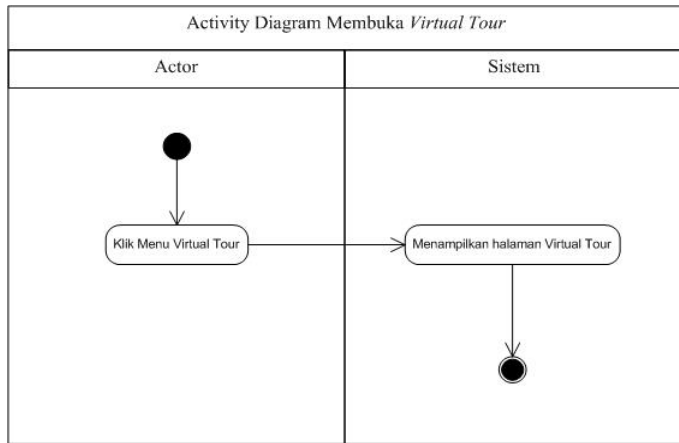 Activity Diagram Membuka Virtual Tour
Actor
Sistem
Klik Menu Virtual Tour
Menampilkan halaman Virtual Tour